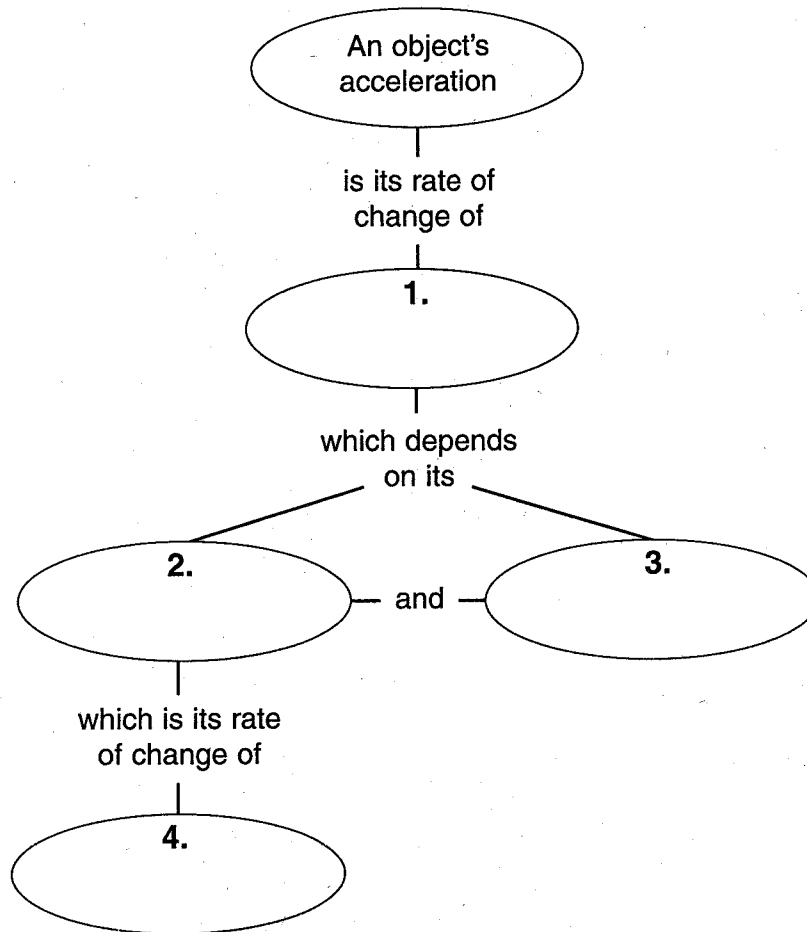 An object's
acceleration
is its rate of
change of
1.
which depends
on its
2.
and
3.
which is its rate
of change of
4.